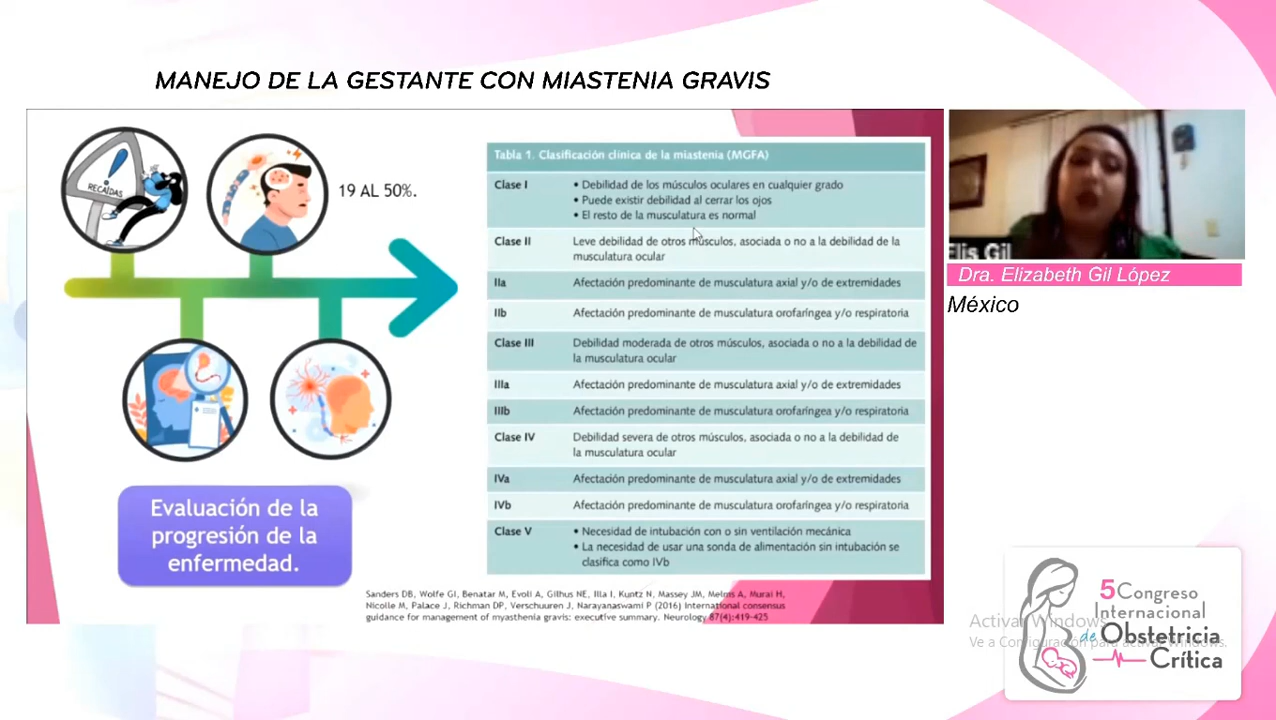 MANEJO DE LA GESTANTE CON MIASTENIA GRAVIS
RECAÍDAS
19 AL 50%.
Evaluación de la
progresión de la
enfermedad.
Tabla 1. Clasificación clínica de la miastenia (MGFA)
Clase I
• Debilidad de los músculos oculares en cualquier grado
• Puede existir debilidad al cerrar los ojos
• El resto de la musculatura es normal
Clase II
Leve debilidad de otros músculos, asociada o no a la debilidad de la
musculatura ocular
IIa
Afectación predominante de musculatura axial y/o de extremidades
IIb
Afectación predominante de musculatura orofaríngea y/o respiratoria
Clase III
Debilidad moderada de otros músculos, asociada o no a la debilidad de
la musculatura ocular
IIIa
Afectación predominante de musculatura axial y/o de extremidades
IIIb
Afectación predominante de musculatura orofaríngea y/o respiratoria
Clase IV
Debilidad severa de otros músculos, asociada o no a la debilidad de
la musculatura ocular
IVa
Afectación predominante de musculatura axial y/o de extremidades
IVb
Afectación predominante de musculatura orofaríngea y/o respiratoria
Clase V
• Necesidad de intubación con o sin ventilación mecánica
• La necesidad de usar una sonda de alimentación sin intubación se
clasifica como IVb
Sanders DB, Wolfe GI, Benatar M, Evoli A, Gilhus NE, Illa I, Kuntz N, Massey JM, Melms A, Murai H,
Nicolle M, Palace J, Richman DP, Verschuuren J, Narayanaswami P (2016) International consensus
guidance for management of myasthenia gravis: executive summary. Neurology 87(4):419-425
Elis Gil
Dra. Elizabeth Gil López
México
5 Congreso
Internacional
de Obstetricia
Crítica
Activar Windows
Ve a Configuración para activar Windows.